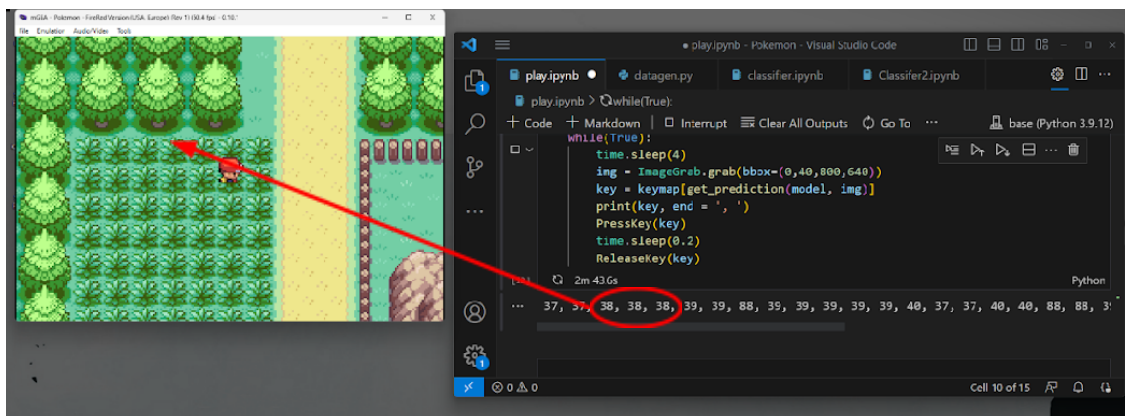 mGBA - Pokemon - FireRed Version (USA, Europe) (Rev 1) (60.4 fps) - 0.10.1
File Emulation Audio/Video Tools
• play.ipynb - Pokemon - Visual Studio Code
play.ipynb ● datagen.py classifier.ipynb Classifer2.ipynb
play.ipynb > while(True):
+ Code + Markdown | Interrupt Clear All Outputs Go To ... base (Python 3.9.12)
while(True):
time.sleep(4)
img = ImageGrab.grab(bbox=(0,40,800,640))
key = keymap[get_prediction(model, img)]
print(key, end = ', ')
PressKey(key)
time.sleep(0.2)
ReleaseKey(key)
2m 43.6s Python
... 37, 37, 38, 38, 38, 39, 39, 88, 39, 39, 39, 39, 39, 40, 37, 37, 40, 40, 88, 88,
0 0 Cell 10 of 15